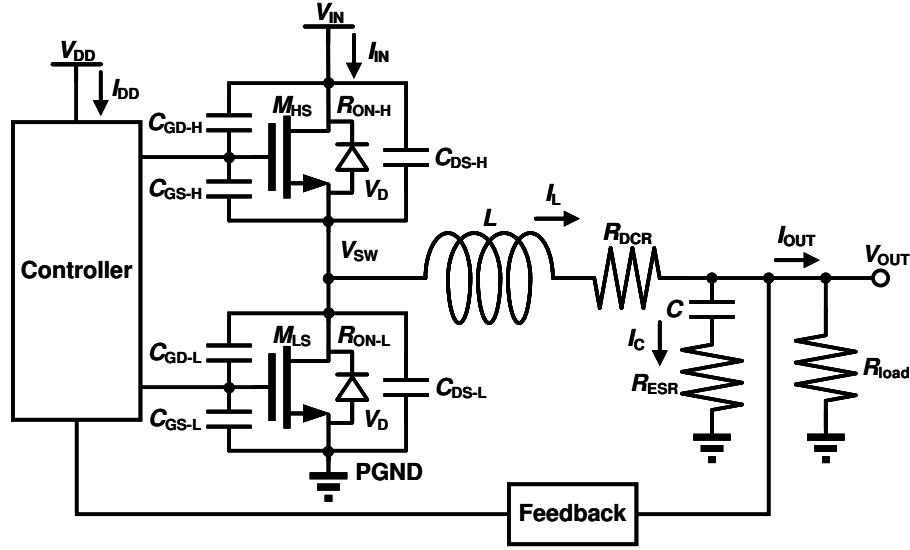 VIN
IIN
VDD
IDD
MHS
RON-H
CGD-H
CDS-H
CGS-H
VD
Controller
VSW
L
IL
RDCR
IOUT
VOUT
C
IC
RESR
Rload
MLS
RON-L
CGD-L
CDS-L
CGS-L
VD
PGND
Feedback